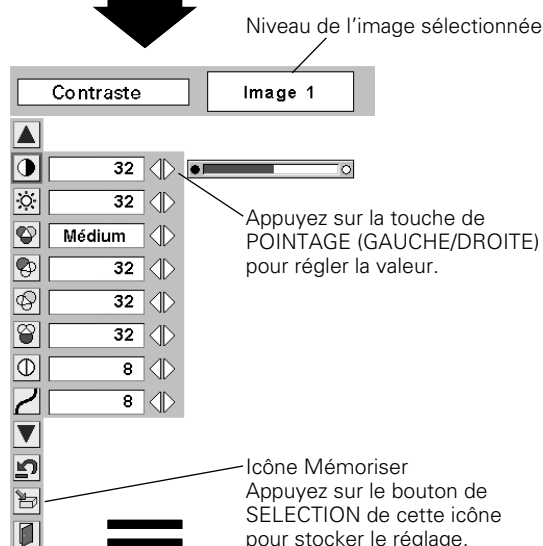 Niveau de l'image sélectionnée
Contraste
Image 1
32
32
Médium
32
32
32
8
8
Appuyez sur la touche de
POINTAGE (GAUCHE/DROITE)
pour régler la valeur.
Icône Mémoriser
Appuyez sur le bouton de
SELECTION de cette icône
pour stocker le réglage.